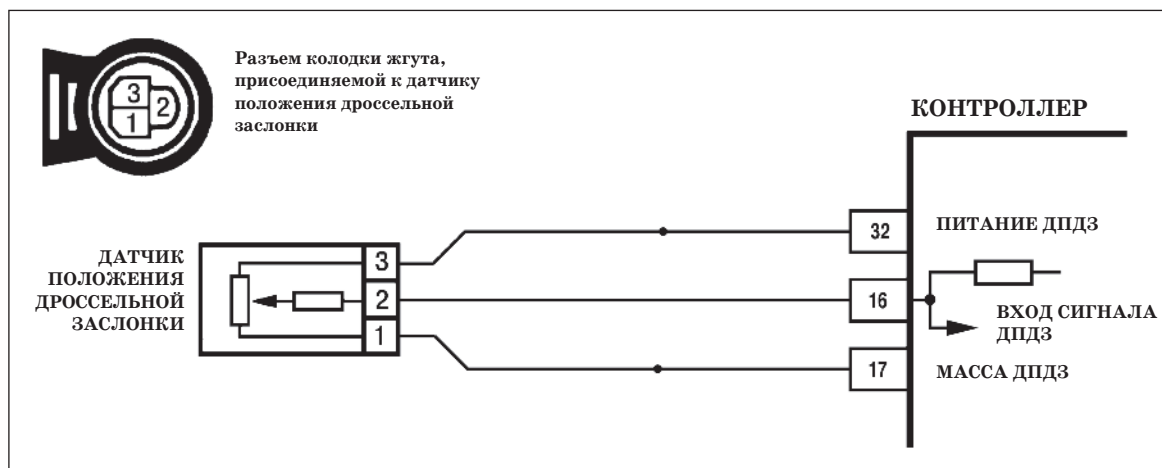 Разъем колодки жгута,
присоединяемой к датчику
положения дроссельной
заслонки
3
2
1
КОНТРОЛЛЕР
ДАТЧИК
ПОЛОЖЕНИЯ
ДРОССЕЛЬНОЙ
ЗАСЛОНКИ
3
2
1
32
ПИТАНИЕ ДПДЗ
16
ВХОД СИГНАЛА
ДПДЗ
17
МАССА ДПДЗ